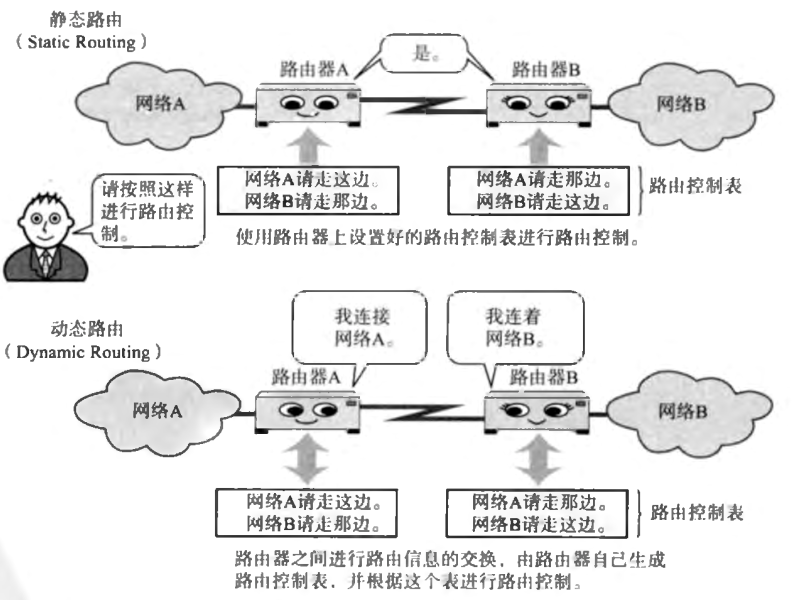 静态路由
（Static Routing）
是。
路由器A
路由器B
网络A
网络B
请按照这样
进行路由控
制。
网络A请走这边。
网络B请走那边。
网络A请走那边。
网络B请走这边。
路由控制表
使用路由器上设置好的路由控制表进行路由控制。
动态路由
（Dynamic Routing）
我连接
网络A。
我连着
网络B。
路由器A
路由器B
网络A
网络B
网络A请走这边。
网络B请走那边。
网络A请走那边。
网络B请走这边。
路由控制表
路由器之间进行路由信息的交换，由路由器自己生成
路由控制表，并根据这个表进行路由控制。